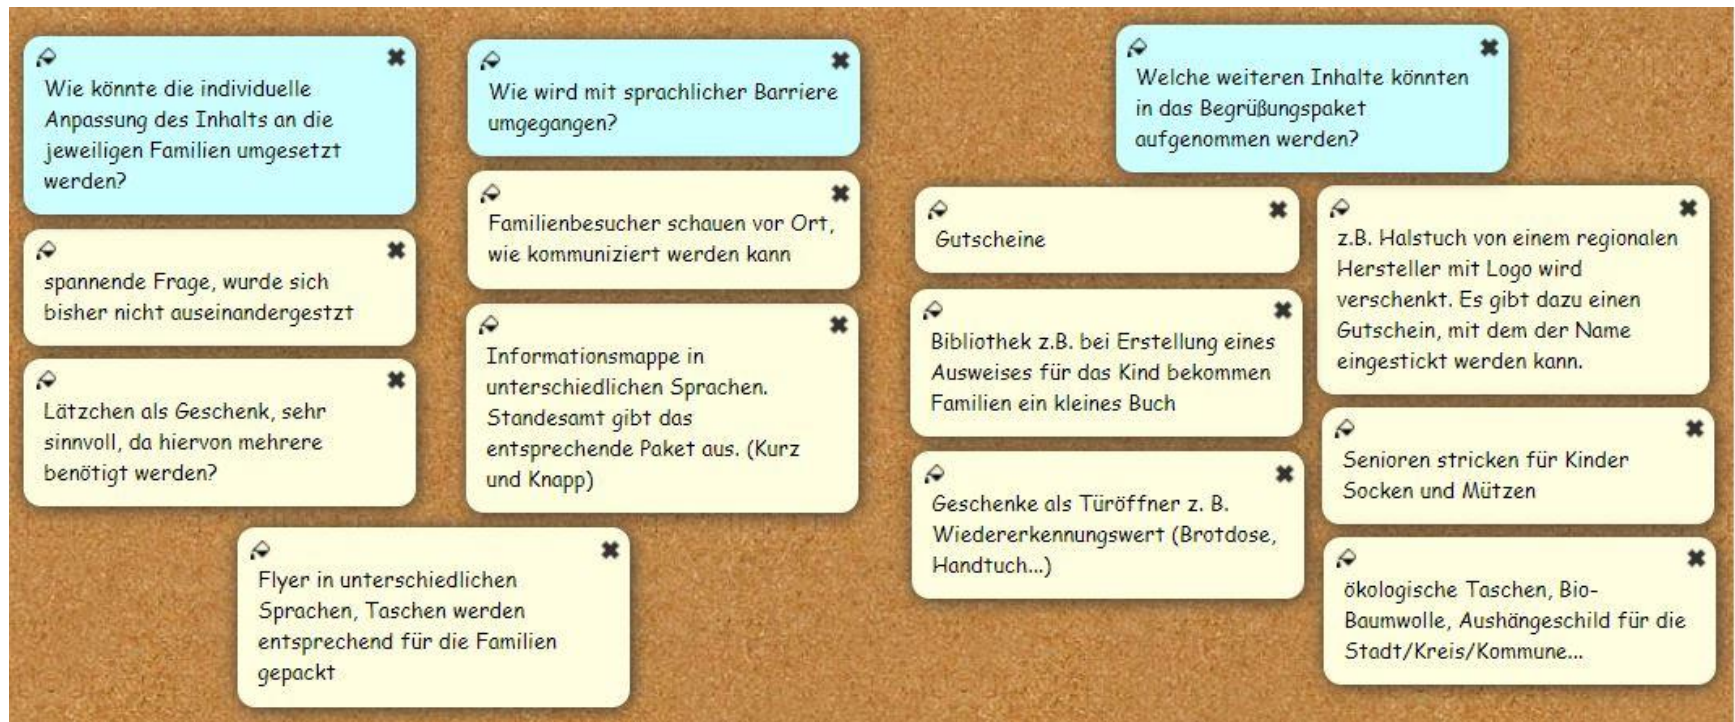 Wie könnte die individuelle
Anpassung des Inhalts an die
jeweiligen Familien umgesetzt
werden?
spannende Frage, wurde sich
bisher nicht auseinandergestzt
Lätzchen als Geschenk, sehr
sinnvoll, da hiervon mehrere
benötigt werden?
Wie wird mit sprachlicher Barriere
umgegangen?
Familienbesucher schauen vor Ort,
wie kommuniziert werden kann
Informationsmappe in
unterschiedlichen Sprachen.
Standesamt gibt das
entsprechende Paket aus. (Kurz
und Knapp)
Flyer in unterschiedlichen
Sprachen, Taschen werden
entsprechend für die Familien
gepackt
Welche weiteren Inhalte könnten
in das Begrüßungspaket
aufgenommen werden?
Gutscheine
Bibliothek z.B. bei Erstellung eines
Ausweises für das Kind bekommen
Familien ein kleines Buch
Geschenke als Türöffner z. B.
Wiedererkennungswert (Brotdose,
Handtuch...)
z.B. Halstuch von einem regionalen
Hersteller mit Logo wird
verschenkt. Es gibt dazu einen
Gutschein, mit dem der Name
eingestickt werden kann.
Senioren stricken für Kinder
Socken und Mützen
ökologische Taschen, Bio-
Baumwolle, Aushängeschild für die
Stadt/Kreis/Kommune...